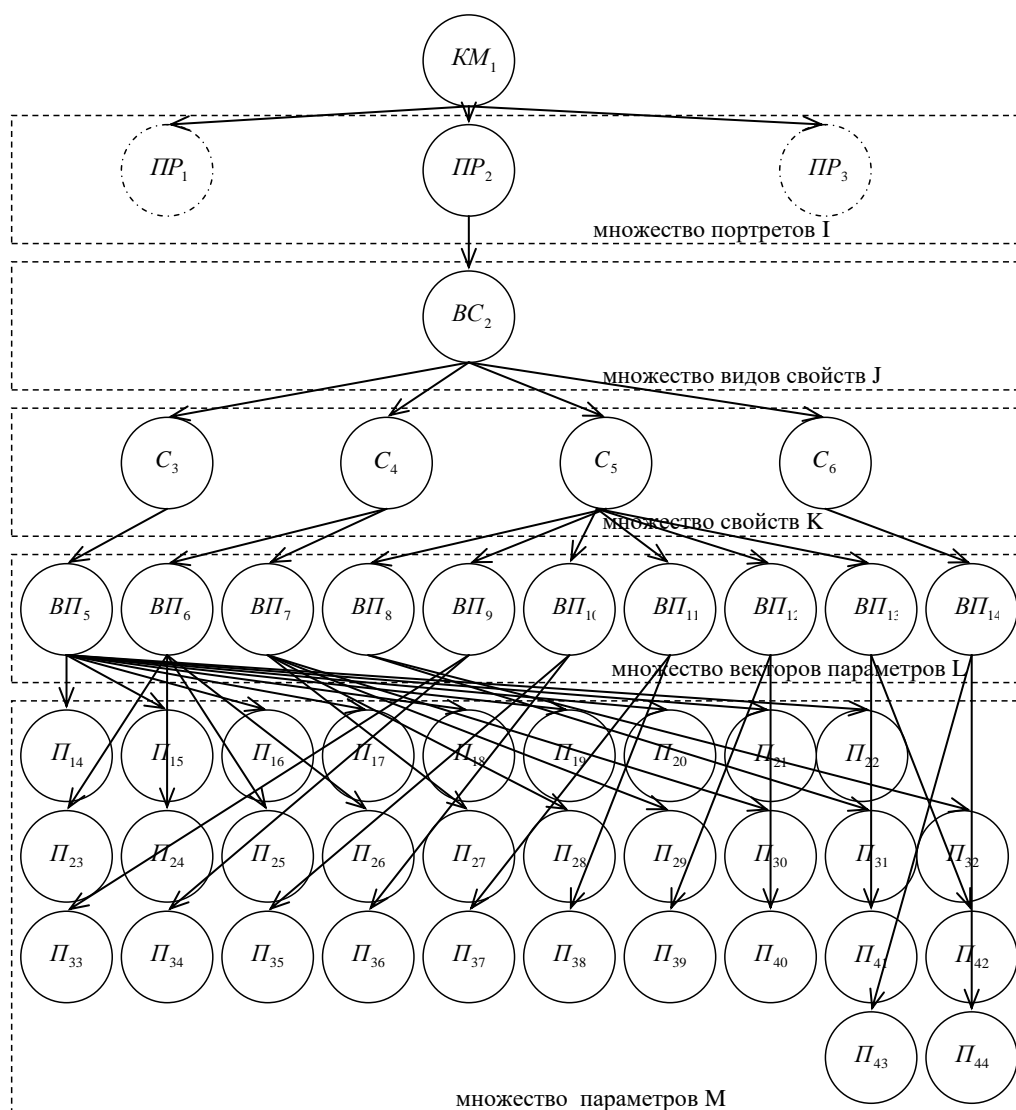 КМ₁
ПР₁ ПР₂ ПР₃
множество портретов I
ВС₂
множество видов свойств J
С₃ С₄ С₅ С₆
множество свойств K
ВП₅ ВП₆ ВП₇ ВП₈ ВП₉ ВП₁₀ ВП₁₁ ВП₁₂ ВП₁₃ ВП₁₄
множество векторов параметров L
П₁₄ П₁₅ П₁₆ П₁₇ П₁₈ П₁₉ П₂₀ П₂₁ П₂₂
П₂₃ П₂₄ П₂₅ П₂₆ П₂₇ П₂₈ П₂₉ П₃₀ П₃₁ П₃₂
П₃₃ П₃₄ П₃₅ П₃₆ П₃₇ П₃₈ П₃₉ П₄₀ П₄₁ П₄₂
П₄₃ П₄₄
множество параметров M